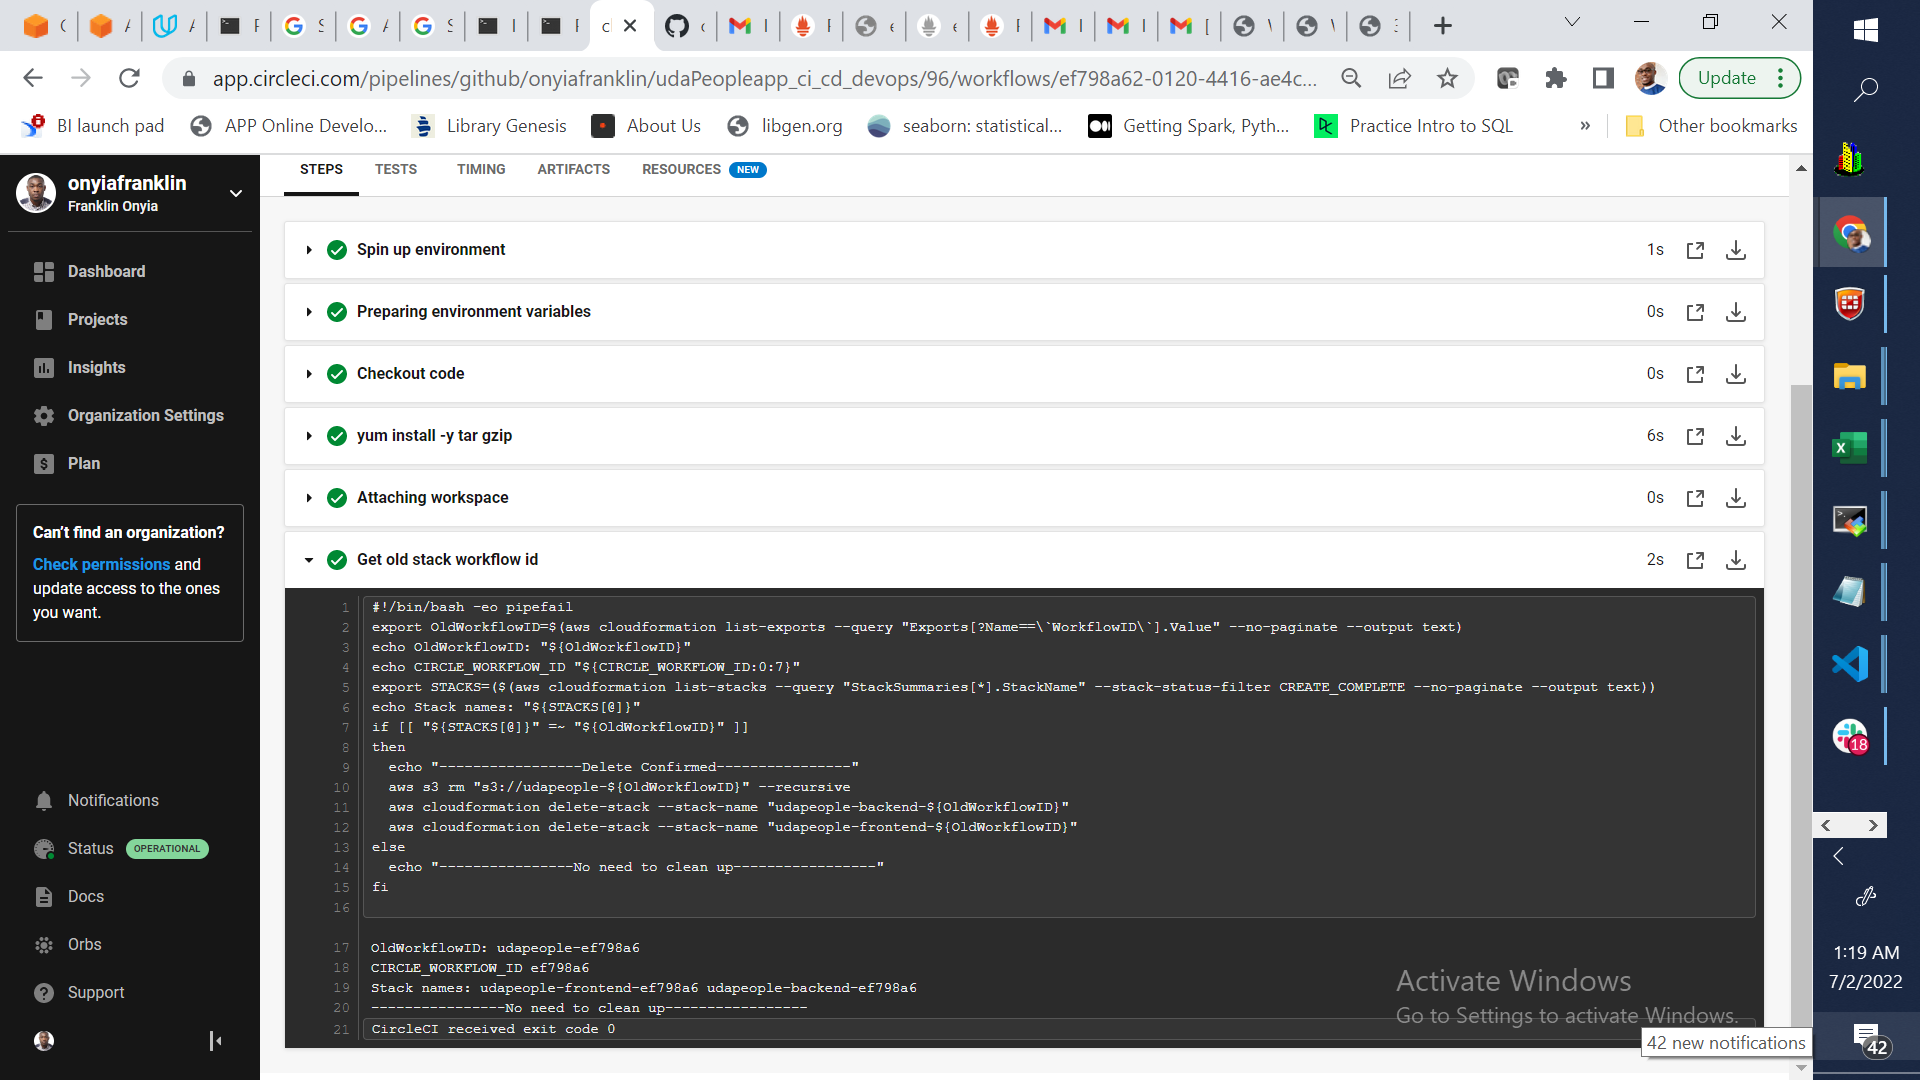 app.circleci.com/pipelines/github/onyiafranklin/udaPeopleapp_ci_cd_devops/96/workflows/ef798a62-0120-4416-ae4c...
Update
BI launch pad
APP Online Develo...
Library Genesis
About Us
libgen.org
seaborn: statistical...
Getting Spark, Pyth...
Practice Intro to SQL
»
Other bookmarks
onyiafranklin
Franklin Onyia
Dashboard
Projects
Insights
Organization Settings
Plan
Can't find an organization?
Check permissions and
update access to the ones
you want.
Notifications
Status OPERATIONAL
Docs
Orbs
Support
STEPS TESTS TIMING ARTIFACTS RESOURCES NEW
Spin up environment 1s
Preparing environment variables 0s
Checkout code 0s
yum install -y tar gzip 6s
Attaching workspace 0s
Get old stack workflow id 2s
1 #!/bin/bash -eo pipefail
2 export OldWorkflowID=$(aws cloudformation list-exports --query "Exports[?Name==\`WorkflowID\`].Value" --no-paginate --output text)
3 echo OldWorkflowID: "${OldWorkflowID}"
4 echo CIRCLE_WORKFLOW_ID "${CIRCLE_WORKFLOW_ID:0:7}"
5 export STACKS=($(aws cloudformation list-stacks --query "StackSummaries[*].StackName" --stack-status-filter CREATE_COMPLETE --no-paginate --output text))
6 echo Stack names: "${STACKS[@]}"
7 if [[ "${STACKS[@]}" =~ "${OldWorkflowID}" ]]
8 then
9 echo "-----------------Delete Confirmed----------------"
10 aws s3 rm "s3://udapeople-${OldWorkflowID}" --recursive
11 aws cloudformation delete-stack --stack-name "udapeople-backend-${OldWorkflowID}"
12 aws cloudformation delete-stack --stack-name "udapeople-frontend-${OldWorkflowID}"
13 else
14 echo "----------------No need to clean up-----------------"
15 fi
16
17 OldWorkflowID: udapeople-ef798a6
18 CIRCLE_WORKFLOW_ID ef798a6
19 Stack names: udapeople-frontend-ef798a6 udapeople-backend-ef798a6
20 ----------------No need to clean up-----------------
21 CircleCI received exit code 0
Activate Windows
Go to Settings to activate Windows.
42 new notifications
18
1:19 AM
7/2/2022
42